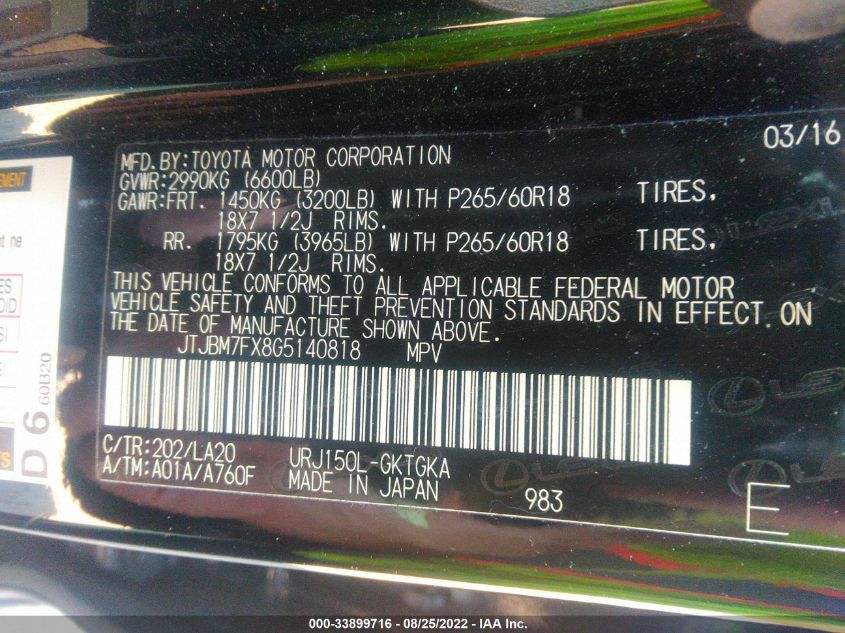 03/16
MFD. BY: TOYOTA MOTOR CORPORATION
GVWR: 2990KG (6600LB)
GAWR: FRT. 1450KG (3200LB) WITH P265/60R18 TIRES,
18X7 1/2J RIMS.
RR. 1795KG (3965LB) WITH P265/60R18 TIRES,
18X7 1/2J RIMS.
THIS VEHICLE CONFORMS TO ALL APPLICABLE FEDERAL MOTOR
VEHICLE SAFETY AND THEFT PREVENTION STANDARDS IN EFFECT ON
THE DATE OF MANUFACTURE SHOWN ABOVE.
JTJBM7FX8G5140818 MPV
C/TR: 202/LA20 URJ150L-GKTGKA
A/TM: A01A/A760F MADE IN JAPAN
983
E
D 6 60B20
LEXUS
000-33899716 - 08/25/2022 - IAA Inc.